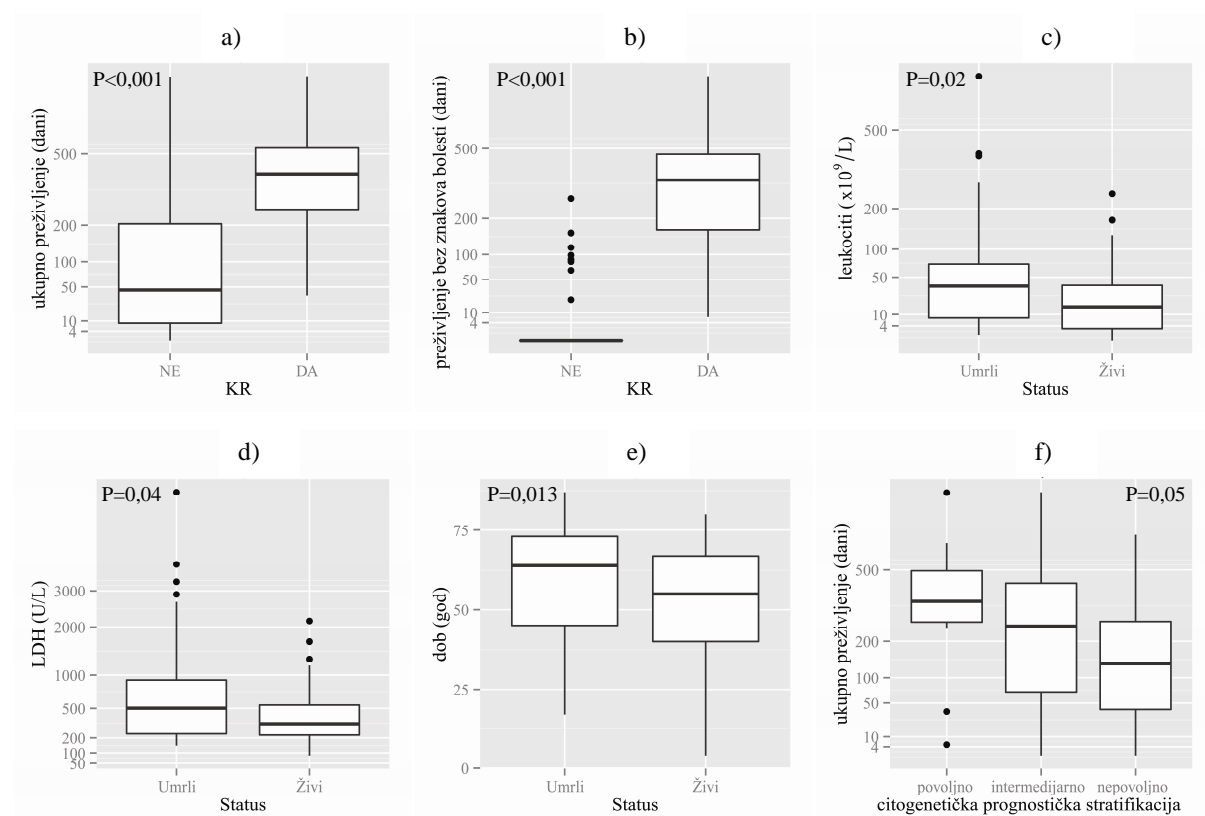 a)
P<0,001
ukupno preživljenje (dani)
500
200
100
50
10
4
NE
DA
KR
b)
P<0,001
preživljenje bez znakova bolesti (dani)
500
200
100
50
10
4
NE
DA
KR
c)
P=0,02
leukociti ( x10⁹/L)
500
200
100
50
10
4
Umrli
Živi
Status
d)
P=0,04
LDH (U/L)
3000
2000
1000
500
200
100
50
Umrli
Živi
Status
e)
P=0,013
dob (god)
75
50
25
0
Umrli
Živi
Status
f)
P=0,05
ukupno preživljenje (dani)
500
200
100
50
10
4
povoljno
intermedijarno
nepovoljno
citogenetička prognostička stratifikacija